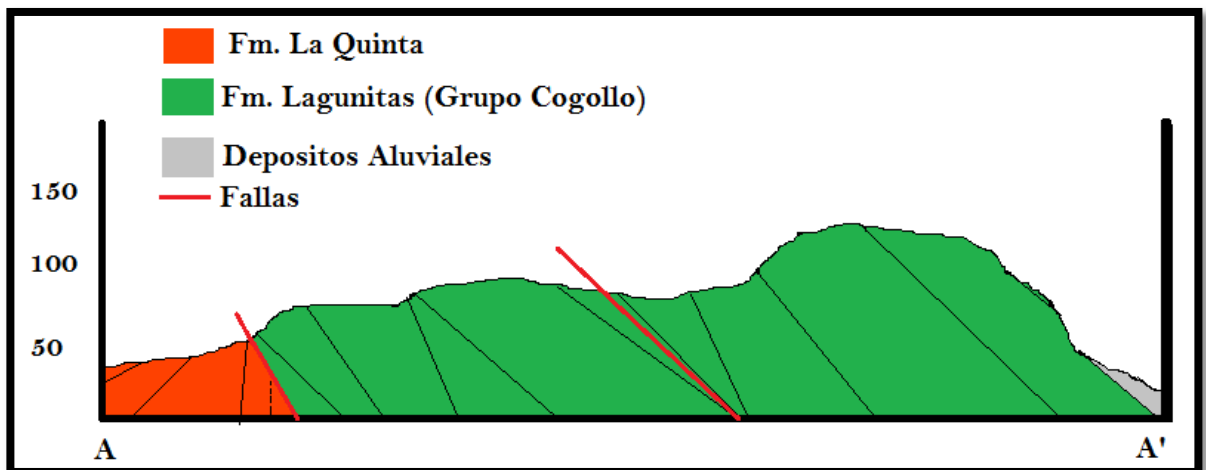 Fm. La Quinta
Fm. Lagunitas (Grupo Cogollo)
Depositos Aluviales
Fallas
150
100
50
A
A'